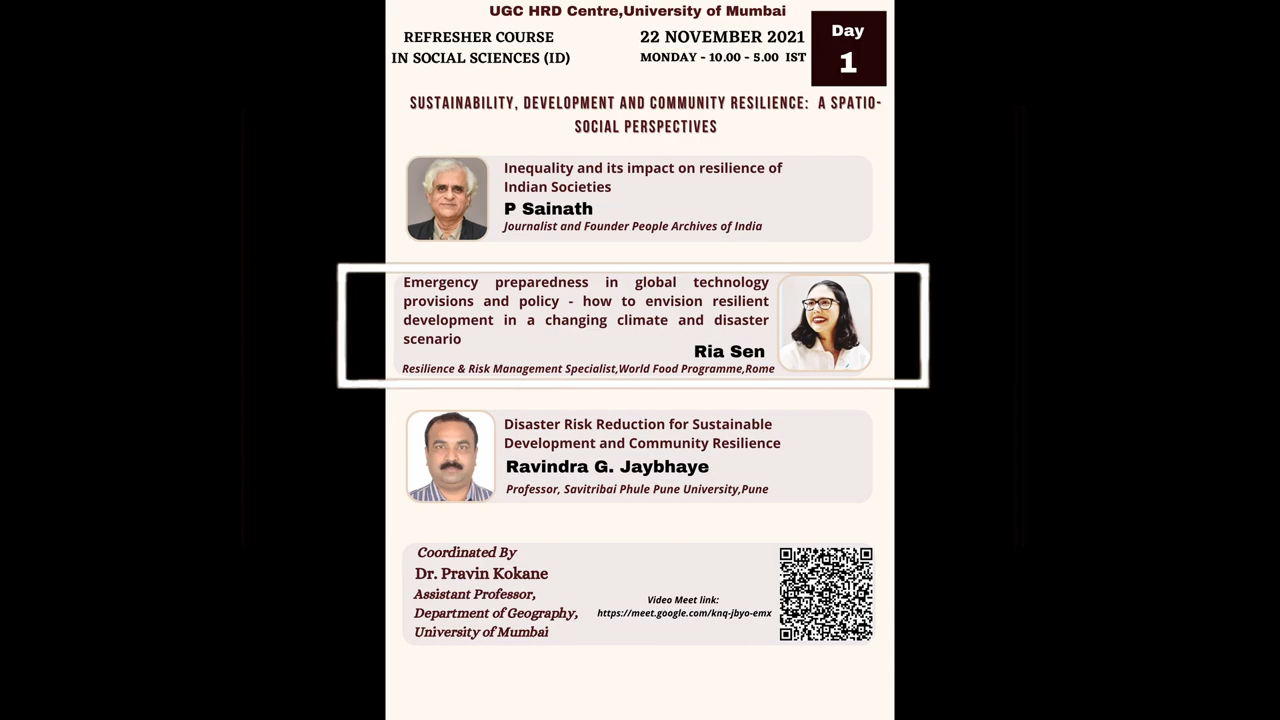 UGC HRD Centre,University of Mumbai
REFRESHER COURSE
IN SOCIAL SCIENCES (ID)
22 NOVEMBER 2021
MONDAY - 10.00 - 5.00 IST
Day
1
SUSTAINABILITY, DEVELOPMENT AND COMMUNITY RESILIENCE: A SPATIO-
SOCIAL PERSPECTIVES
Inequality and its impact on resilience of
Indian Societies
P Sainath
Journalist and Founder People Archives of India
Emergency preparedness in global technology
provisions and policy - how to envision resilient
development in a changing climate and disaster
scenario
Ria Sen
Resilience & Risk Management Specialist,World Food Programme,Rome
Disaster Risk Reduction for Sustainable
Development and Community Resilience
Ravindra G. Jaybhaye
Professor, Savitribai Phule Pune University,Pune
Coordinated By
Dr. Pravin Kokane
Assistant Professor,
Department of Geography,
University of Mumbai
Video Meet link:
https://meet.google.com/knq-jbyo-emx